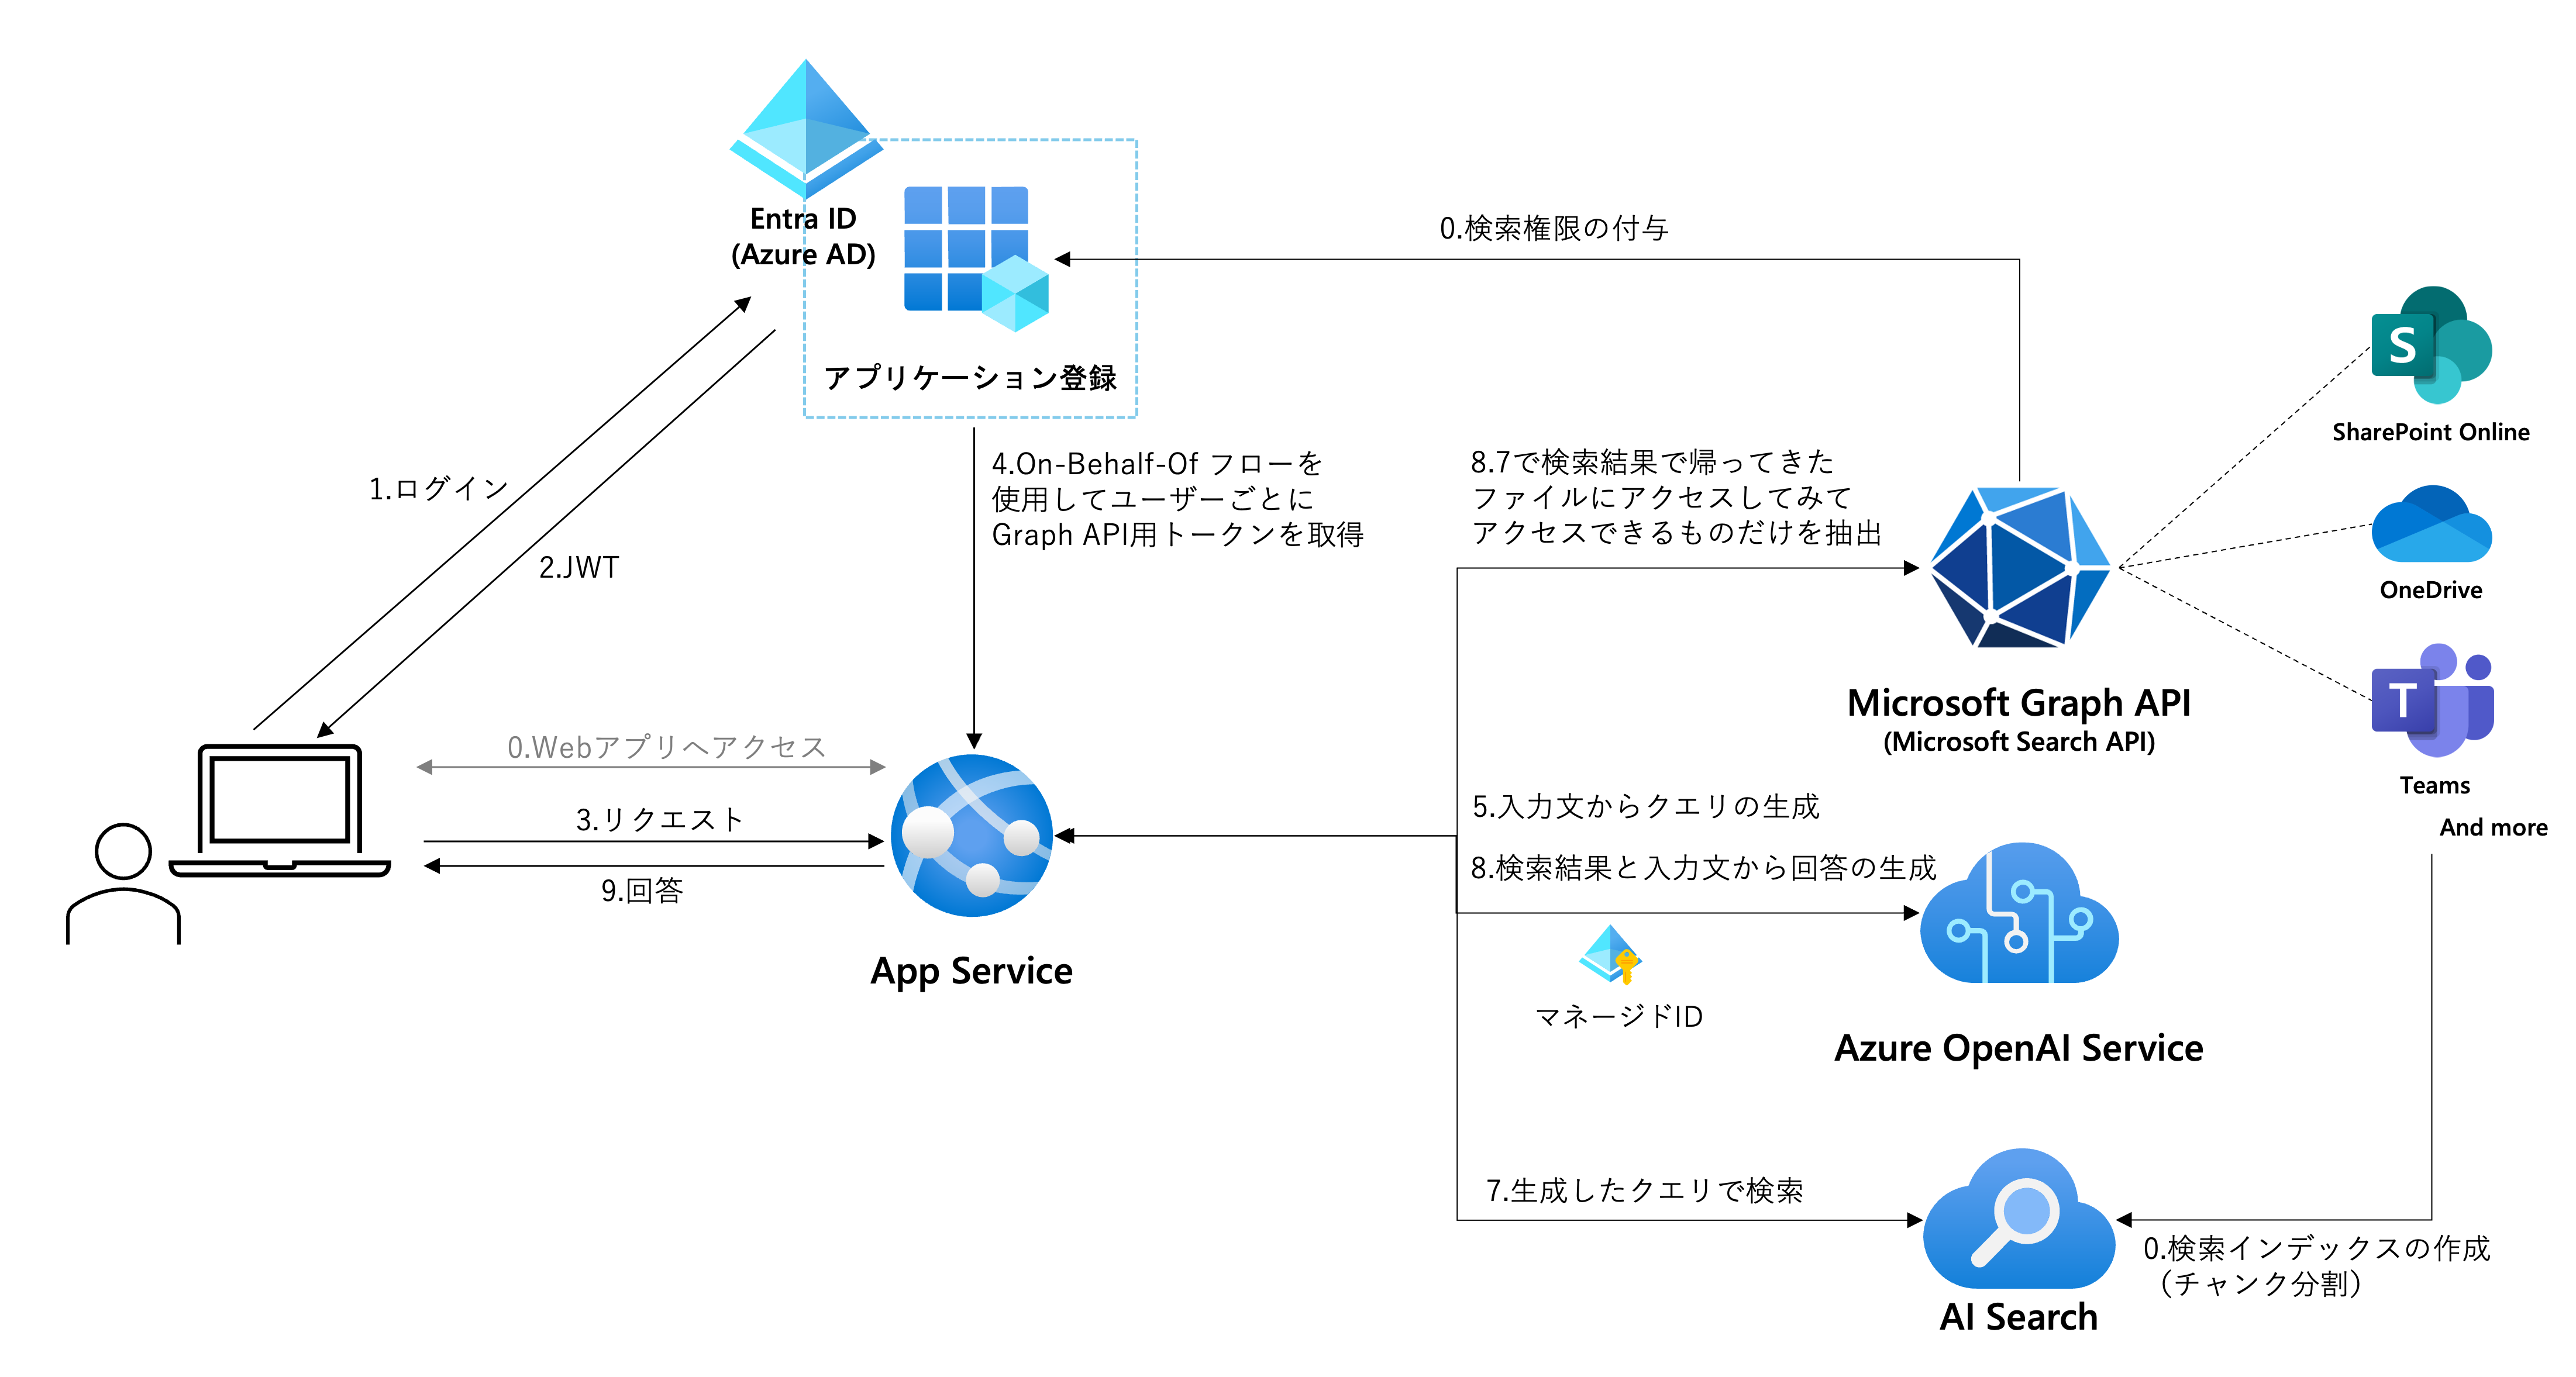 Entra ID
(Azure AD)
アプリケーション登録
0.検索権限の付与
1.ログイン
2.JWT
4.On-Behalf-Of フローを
使用してユーザーごとに
Graph API用トークンを取得
8.7で検索結果で帰ってきた
ファイルにアクセスしてみて
アクセスできるものだけを抽出
S
SharePoint Online
OneDrive
T
Teams
And more
Microsoft Graph API
(Microsoft Search API)
0.Webアプリへアクセス
3.リクエスト
9.回答
App Service
5.入力文からクエリの生成
8.検索結果と入力文から回答の生成
マネージドID
Azure OpenAI Service
7.生成したクエリで検索
AI Search
0.検索インデックスの作成
（チャンク分割）